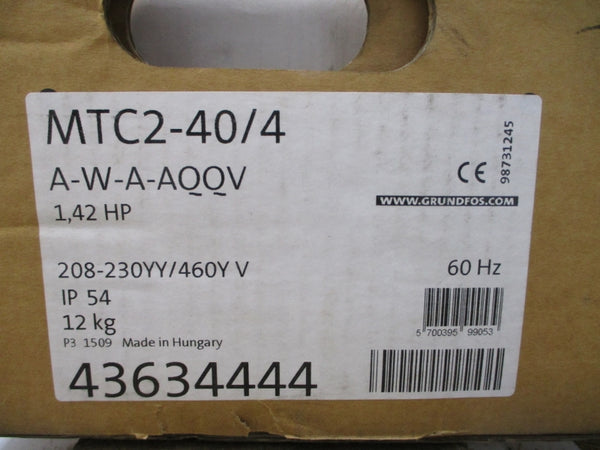 MTC2-40/4
A-W-A-AQQV
1,42 HP
CE
98731245
WWW.GRUNDFOS.COM
208-230YY/460Y V
60 Hz
IP 54
12 kg
P3 1509 Made in Hungary
5 700395 99053
43634444